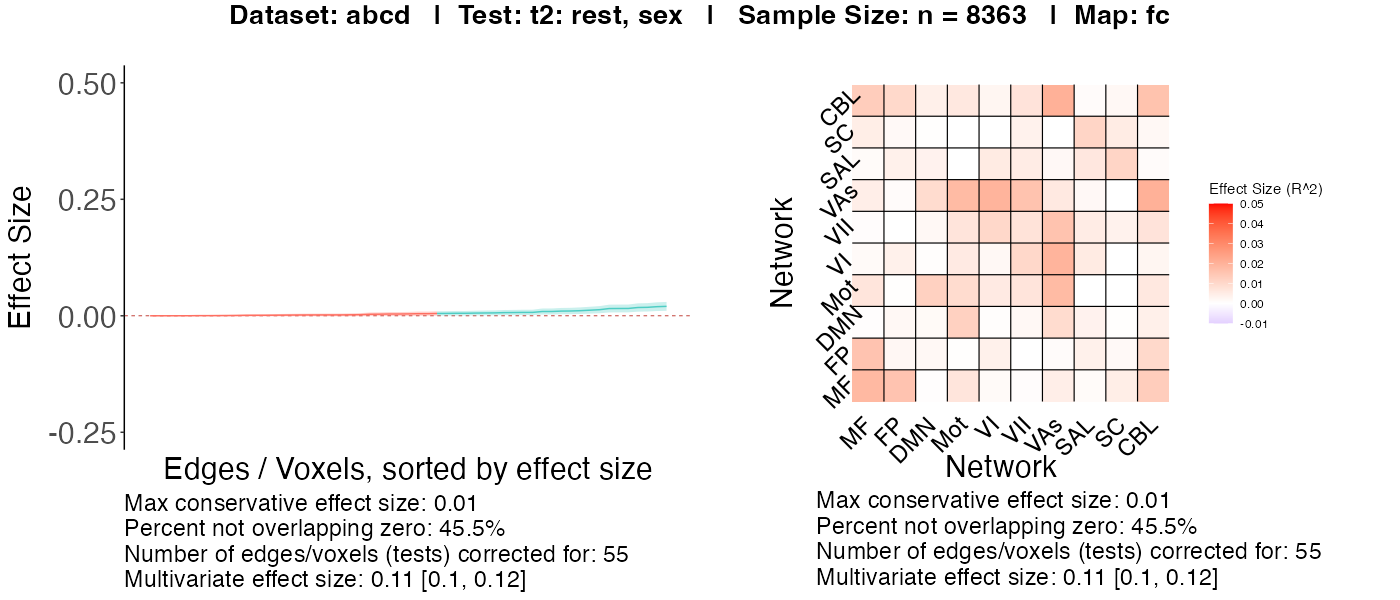 Dataset: abcd | Test: t2: rest, sex | Sample Size: n = 8363 | Map: fc
Effect Size
0.50
0.25
0.00
-0.25
Edges / Voxels, sorted by effect size
Max conservative effect size: 0.01
Percent not overlapping zero: 45.5%
Number of edges/voxels (tests) corrected for: 55
Multivariate effect size: 0.11 [0.1, 0.12]
Network
CBL
SC
SAL
VAs
VII
VI
Mot
DMN
FP
MF
MF FP DMN Mot VI VII VAs SAL SC CBL
Network
Effect Size (R^2)
0.05
0.04
0.03
0.02
0.01
0.00
-0.01
Max conservative effect size: 0.01
Percent not overlapping zero: 45.5%
Number of edges/voxels (tests) corrected for: 55
Multivariate effect size: 0.11 [0.1, 0.12]